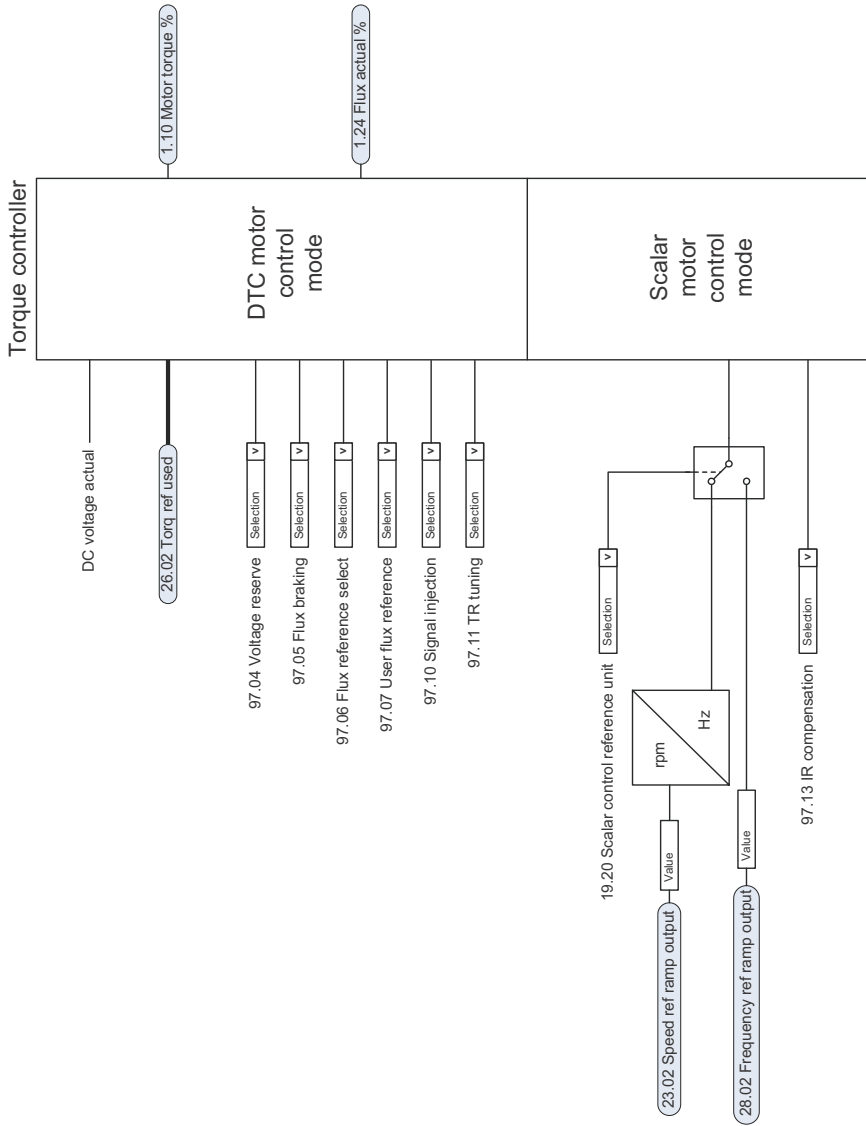 Torque controller
DC voltage actual
26.02 Torq ref used
97.04 Voltage reserve
Selection
v
97.05 Flux braking
Selection
v
97.06 Flux reference select
Selection
v
97.07 User flux reference
Selection
v
97.10 Signal injection
Selection
v
97.11 TR tuning
Selection
v
DTC motor
control
mode
1.10 Motor torque %
1.24 Flux actual %
19.20 Scalar control reference unit
Selection
v
23.02 Speed ref ramp output
Value
rpm
Hz
28.02 Frequency ref ramp output
Value
97.13 IR compensation
Selection
v
Scalar
motor
control
mode